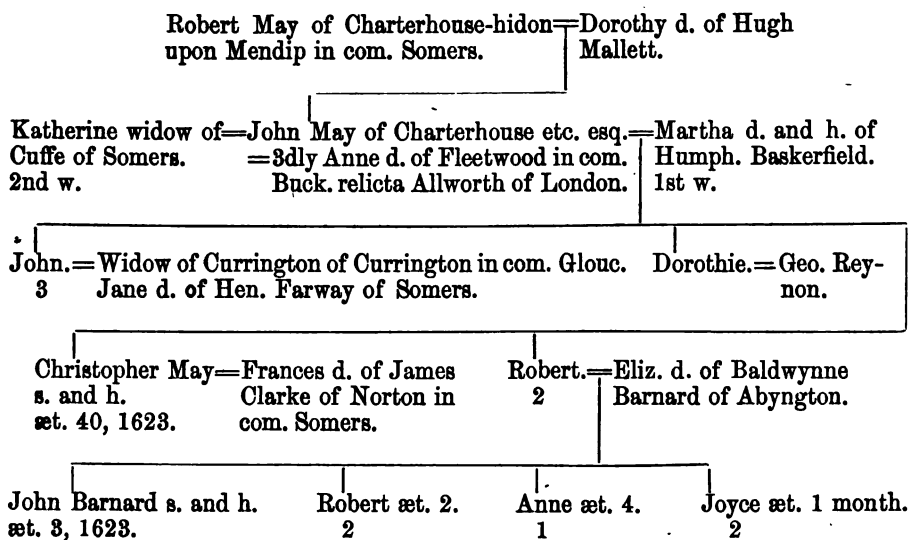 Robert May of Charterhouse-hidon=Dorothy d. of Hugh
upon Mendip in com. Somers. Mallett.
Katherine widow of=John May of Charterhouse etc. esq.=Martha d. and h. of
Cuffe of Somers. =3dly Anne d. of Fleetwood in com. Humph. Baskerfield.
2nd w. Buck. relicta Allworth of London. 1st w.
John.=Widow of Currington of Currington in com. Glouc. Dorothie.=Geo. Rey-
3 Jane d. of Hen. Farway of Somers. non.
Christopher May=Frances d. of James Robert.=Eliz. d. of Baldwynne
s. and h. Clarke of Norton in 2 Barnard of Abyngton.
æt. 40, 1623. com. Somers.
John Barnard s. and h. Robert æt. 2. Anne æt. 4. Joyce æt. 1 month.
æt. 3, 1623. 2 1 2